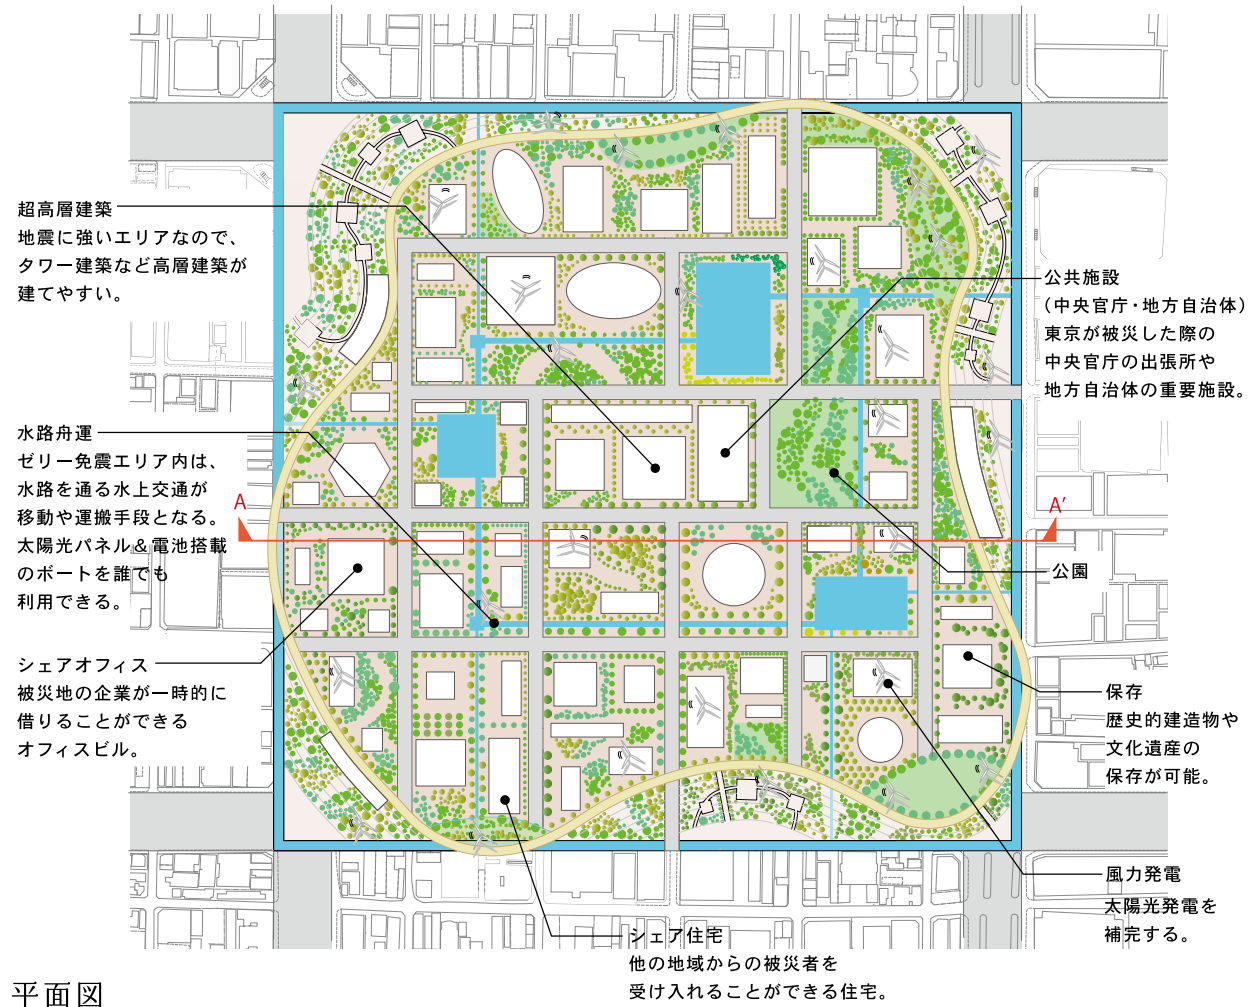 超高層建築
地震に強いエリアなので、
タワー建築など高層建築が
建てやすい。
水路舟運
ゼリー免震エリア内は、
水路を通る水上交通が
移動や運搬手段となる。
太陽光パネル＆電池搭載
のボートを誰でも
利用できる。
シェアオフィス
被災地の企業が一時的に
借りることができる
オフィスビル。
A
A′
公共施設
（中央官庁・地方自治体）
東京が被災した際の
中央官庁の出張所や
地方自治体の重要施設。
公園
保存
歴史的建造物や
文化遺産の
保存が可能。
風力発電
太陽光発電を
補完する。
シェア住宅
他の地域からの被災者を
受け入れることができる住宅。
平面図